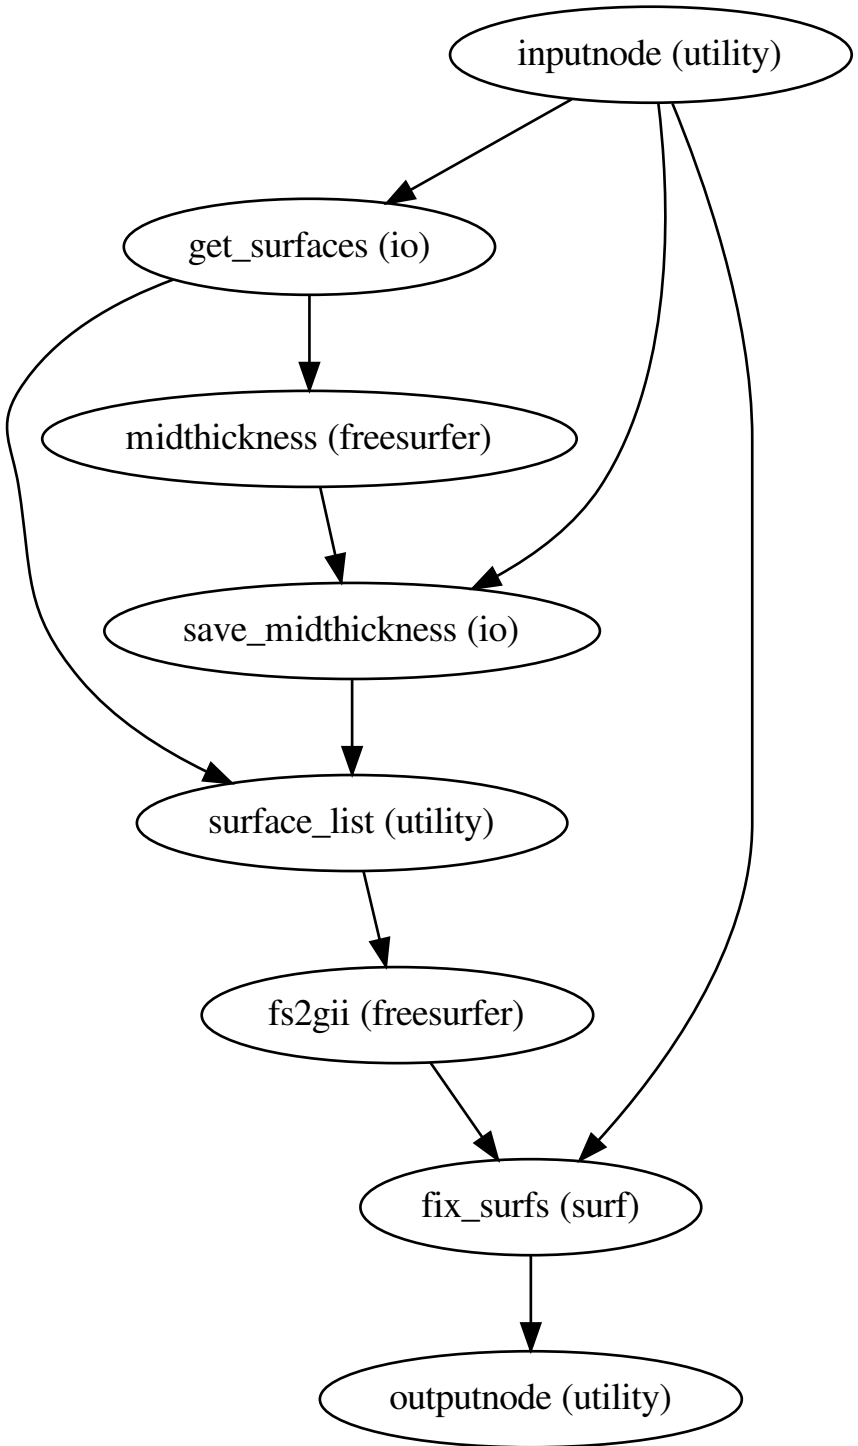 inputnode (utility)
get_surfaces (io)
midthickness (freesurfer)
save_midthickness (io)
surface_list (utility)
fs2gii (freesurfer)
fix_surfs (surf)
outputnode (utility)